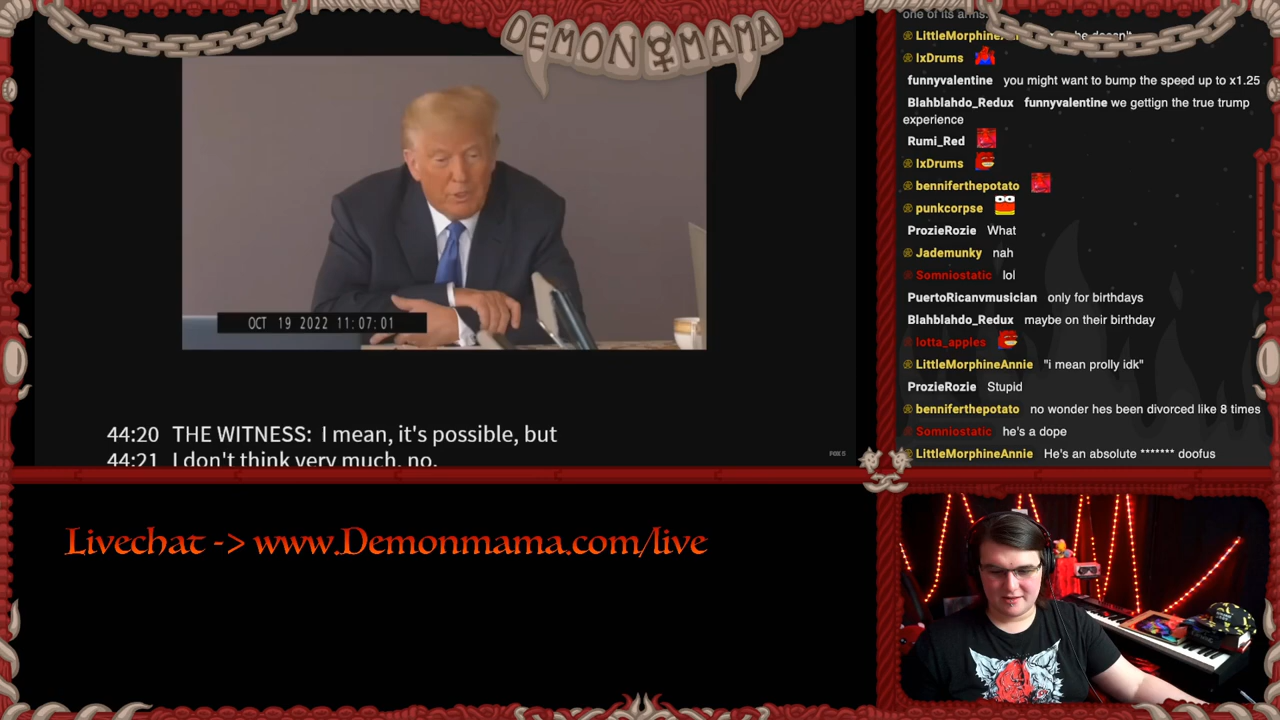 DEMON MAMA
one of its arms.
IxDrums
funnyvalentine you might want to bump the speed up to x1.25
Blahblahdo_Redux funnyvalentine we gettign the true trump
experience
Rumi_Red
IxDrums
benniferthepotato
punkcorpse
ProzieRozie What
Jademunky nah
Somniostatic lol
PuertoRicanvmusician only for birthdays
Blahblahdo_Redux maybe on their birthday
lotta_apples
LittleMorphineAnnie "i mean prolly idk"
ProzieRozie Stupid
benniferthepotato no wonder hes been divorced like 8 times
Somniostatic he's a dope
LittleMorphineAnnie He's an absolute ******* doofus
OCT 19 2022 11:07:01
44:20 THE WITNESS: I mean, it's possible, but
44:21 I don't think very much, no.
FOX 5
Livechat -> www.Demonmama.com/live